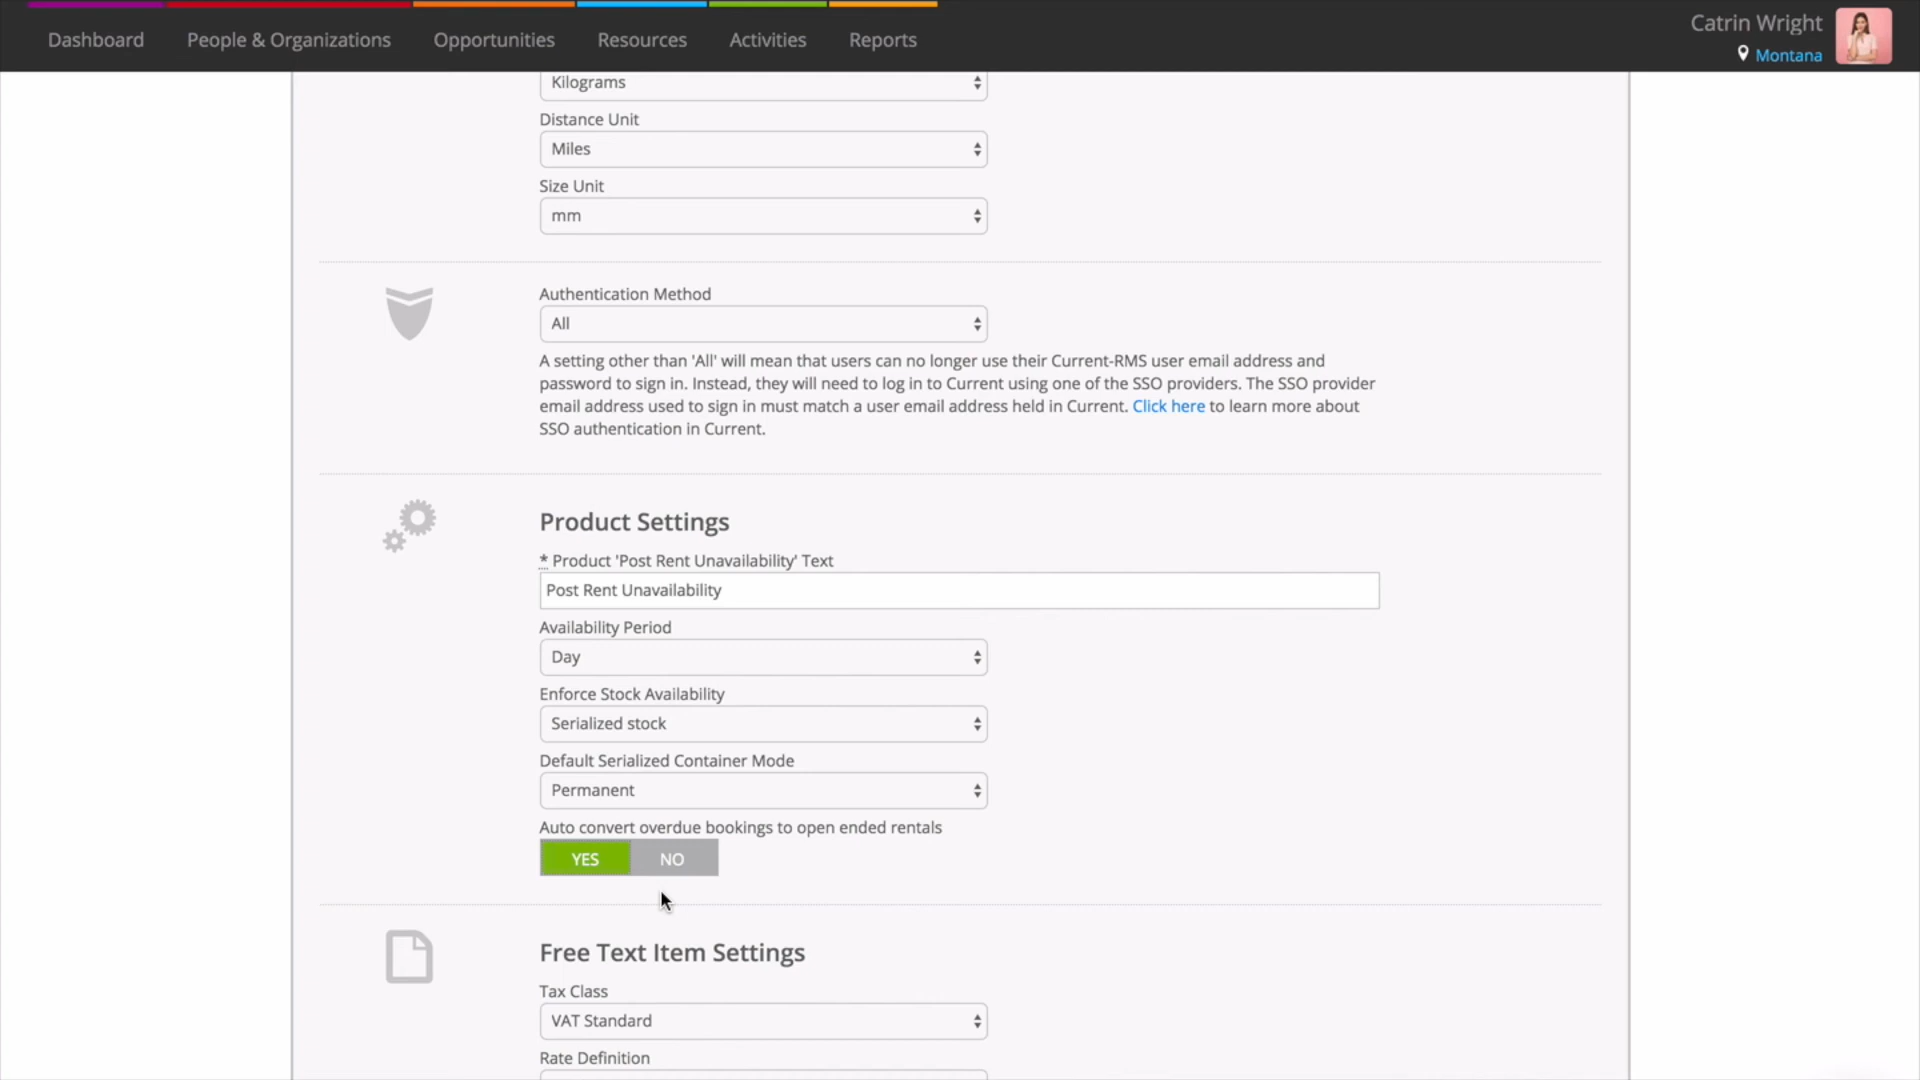 Dashboard
People & Organizations
Opportunities
Resources
Activities
Reports
Catrin Wright
Montana
Kilograms
Distance Unit
Miles
Size Unit
mm
Authentication Method
All
A setting other than 'All' will mean that users can no longer use their Current-RMS user email address and
password to sign in. Instead, they will need to log in to Current using one of the SSO providers. The SSO provider
email address used to sign in must match a user email address held in Current. Click here to learn more about
SSO authentication in Current.
Product Settings
* Product 'Post Rent Unavailability' Text
Post Rent Unavailability
Availability Period
Day
Enforce Stock Availability
Serialized stock
Default Serialized Container Mode
Permanent
Auto convert overdue bookings to open ended rentals
YES NO
Free Text Item Settings
Tax Class
VAT Standard
Rate Definition